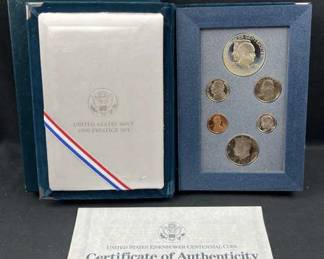 UNITED STATES MINT
1990 PRESTIGE SET
UNITED STATES EISENHOWER CENTENNIAL COIN
Certificate of Authenticity